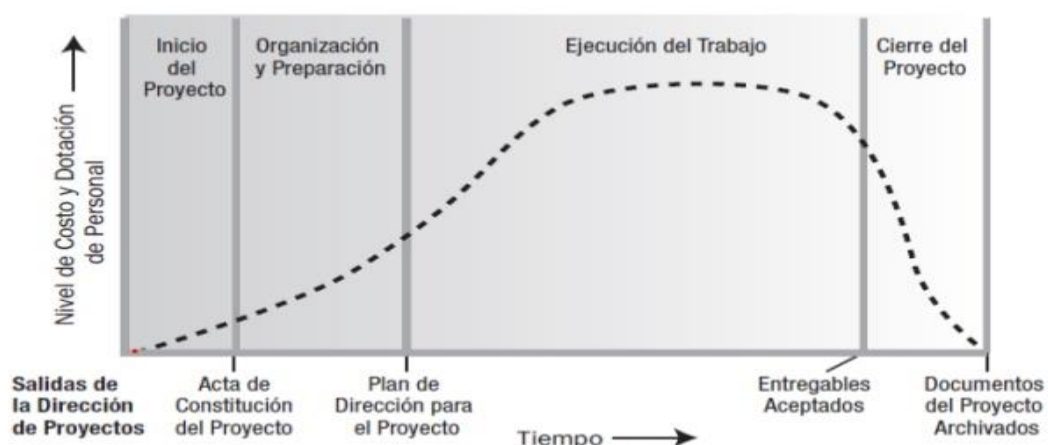 Inicio
del
Proyecto
Organización
y Preparación
Ejecución del Trabajo
Cierre del
Proyecto
Nivel de Costo y Dotación
de Personal
Salidas de
la Dirección
de Proyectos
Acta de
Constitución
del Proyecto
Plan de
Dirección para
el Proyecto
Entregables
Aceptados
Documentos
del Proyecto
Archivados
Tiempo